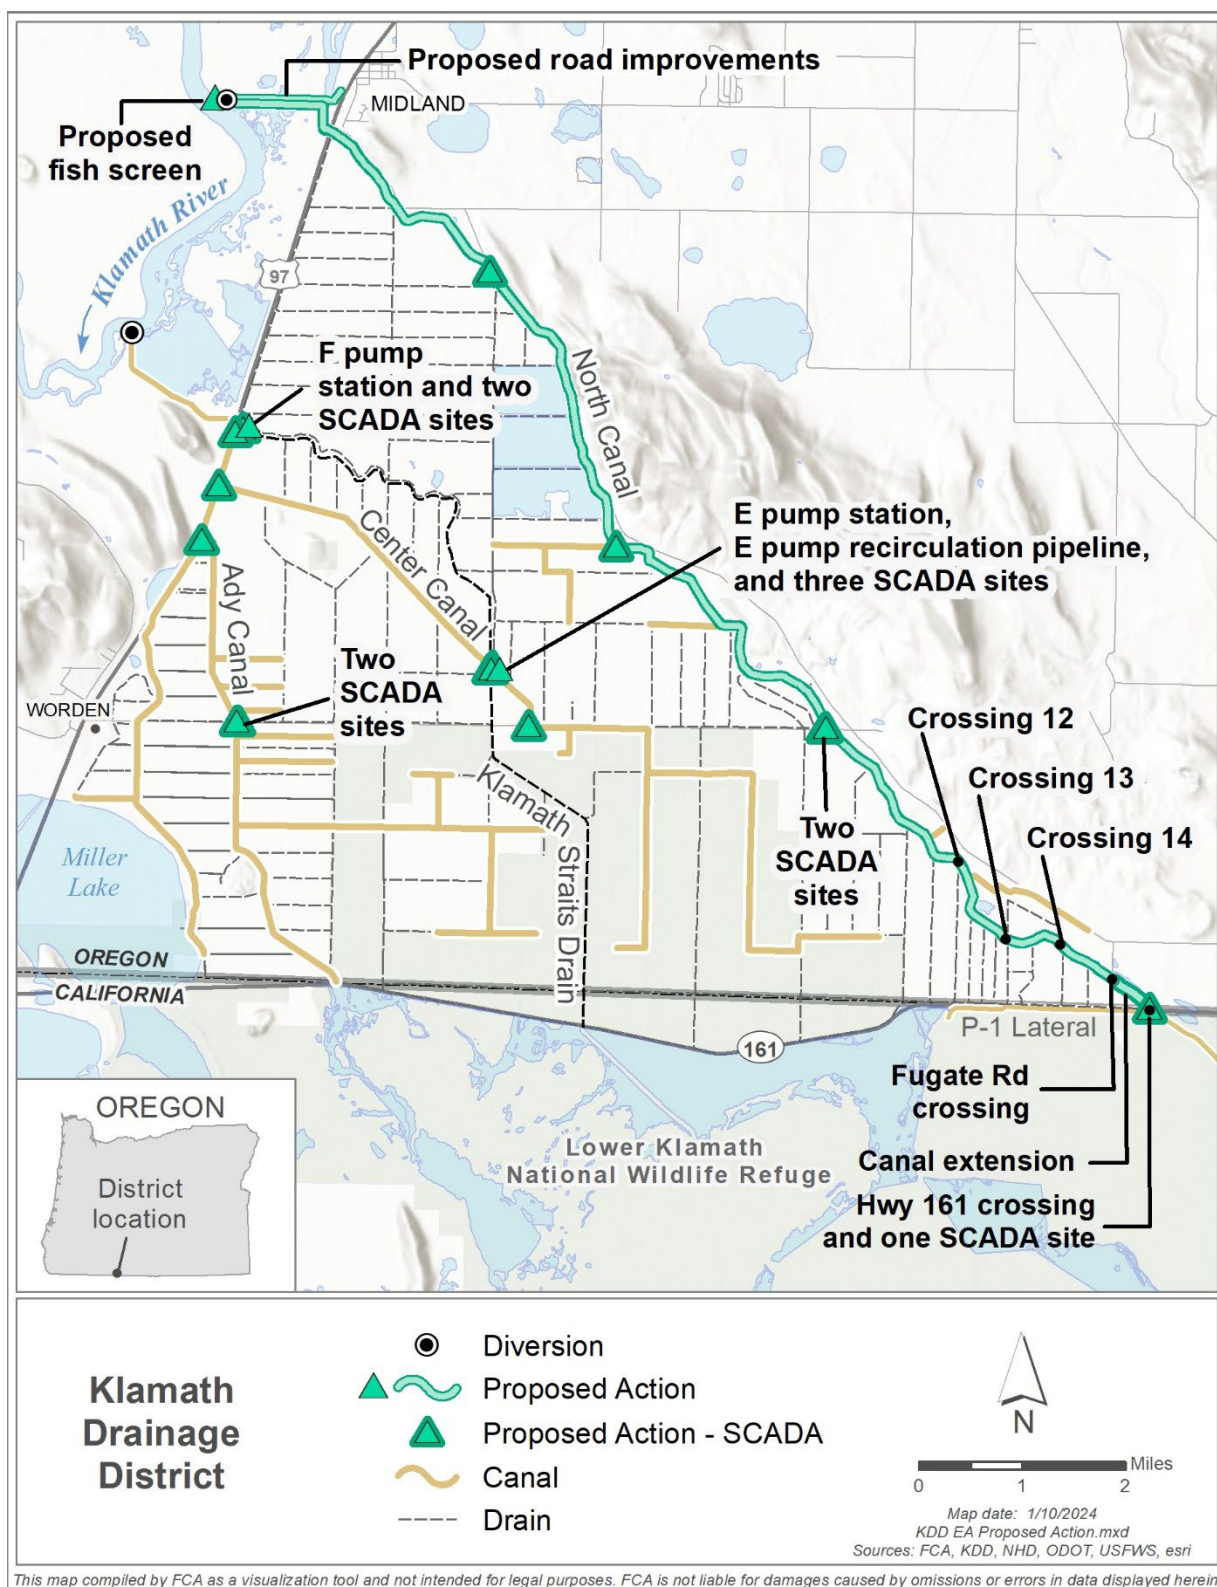 Proposed road improvements
MIDLAND
Proposed
fish screen
Klamath River
97
F pump
station and two
SCADA sites
North Canal
E pump station,
E pump recirculation pipeline,
and three SCADA sites
Center Canal
Ady Canal
Two
SCADA
sites
WORDEN
Crossing 12
Crossing 13
Crossing 14
Klamath Straits Drain
Two
SCADA
sites
Miller
Lake
OREGON
CALIFORNIA
P-1 Lateral
161
Fugate Rd
crossing
Lower Klamath
National Wildlife Refuge
Canal extension
Hwy 161 crossing
and one SCADA site
OREGON
District
location
Klamath
Drainage
District
Diversion
Proposed Action
Proposed Action - SCADA
Canal
Drain
N
Miles
0 1 2
Map date: 1/10/2024
KDD EA Proposed Action.mxd
Sources: FCA, KDD, NHD, ODOT, USFWS, esri
This map compiled by FCA as a visualization tool and not intended for legal purposes. FCA is not liable for damages caused by omissions or errors in data displayed herein